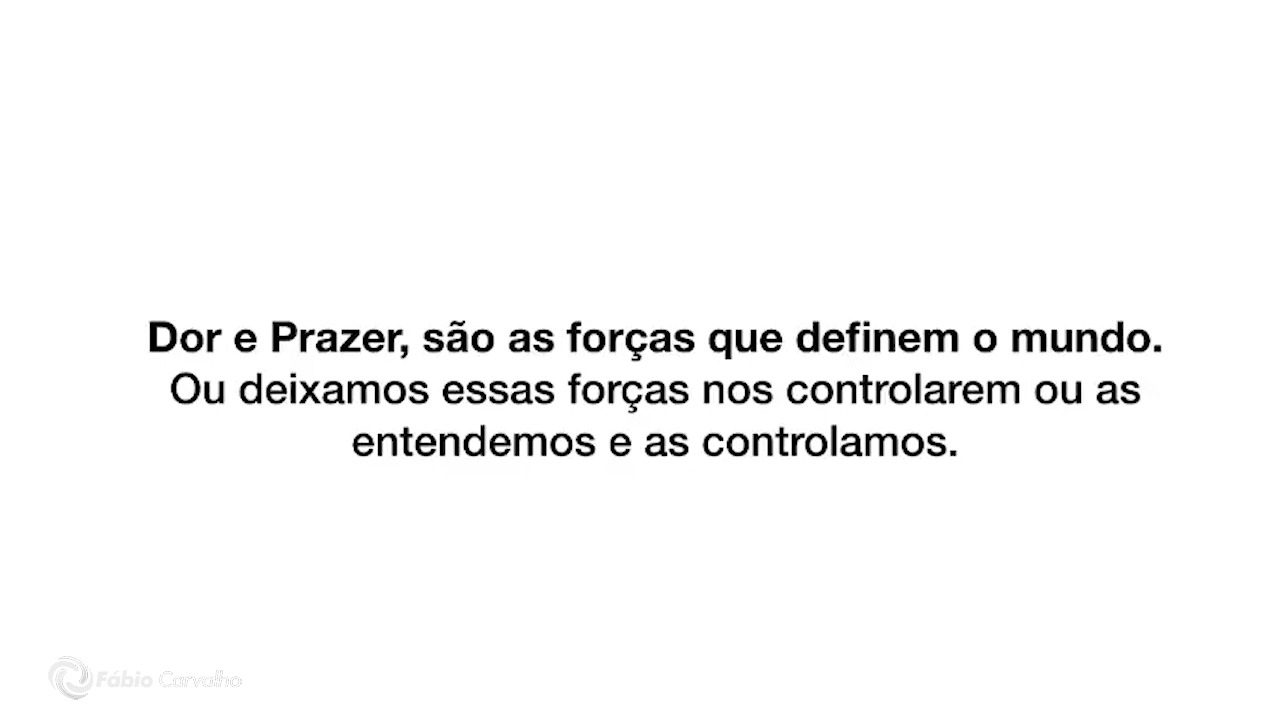 Dor e Prazer, são as forças que definem o mundo.
Ou deixamos essas forças nos controlarem ou as
entendemos e as controlamos.
Fábio Carvalho